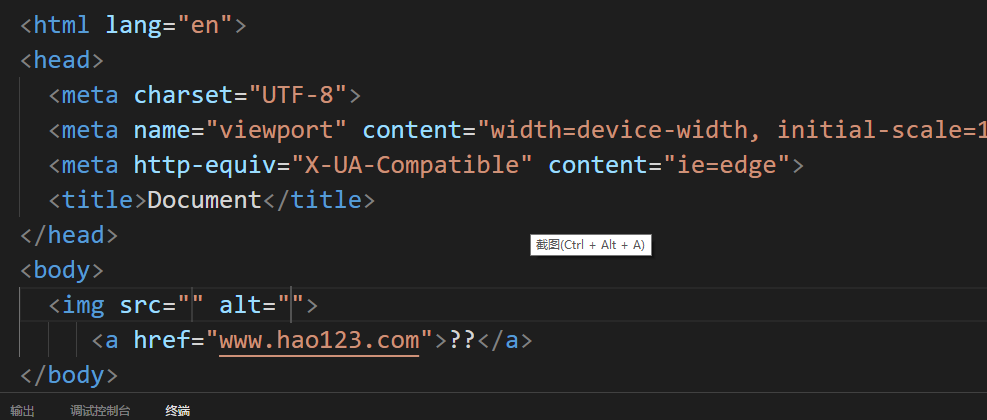 <html lang="en">
<head>
<meta charset="UTF-8">
<meta name="viewport" content="width=device-width, initial-scale=1
<meta http-equiv="X-UA-Compatible" content="ie=edge">
<title>Document</title>
</head>
截图(Ctrl + Alt + A)
<body>
<img src="" alt="">
<a href="www.hao123.com">??</a>
</body>
输出 调试控制台 终端